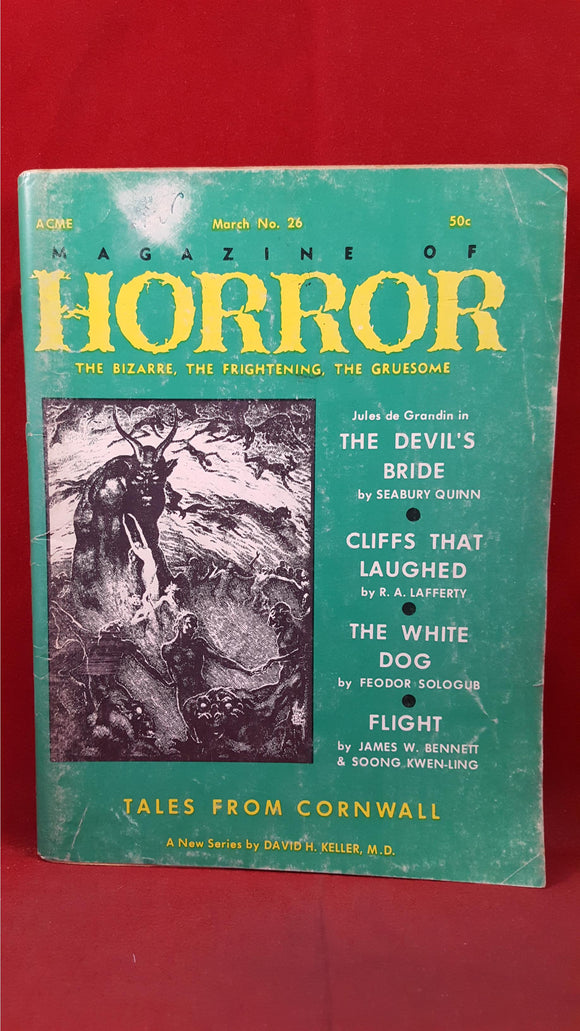 ACME March No. 26 50c
MAGAZINE OF
HORROR
THE BIZARRE, THE FRIGHTENING, THE GRUESOME
Jules de Grandin in
THE DEVIL'S
BRIDE
by SEABURY QUINN
CLIFFS THAT
LAUGHED
by R. A. LAFFERTY
THE WHITE
DOG
by FEODOR SOLOGUB
FLIGHT
by JAMES W. BENNETT
& SOONG KWEN-LING
TALES FROM CORNWALL
A New Series by DAVID H. KELLER, M.D.